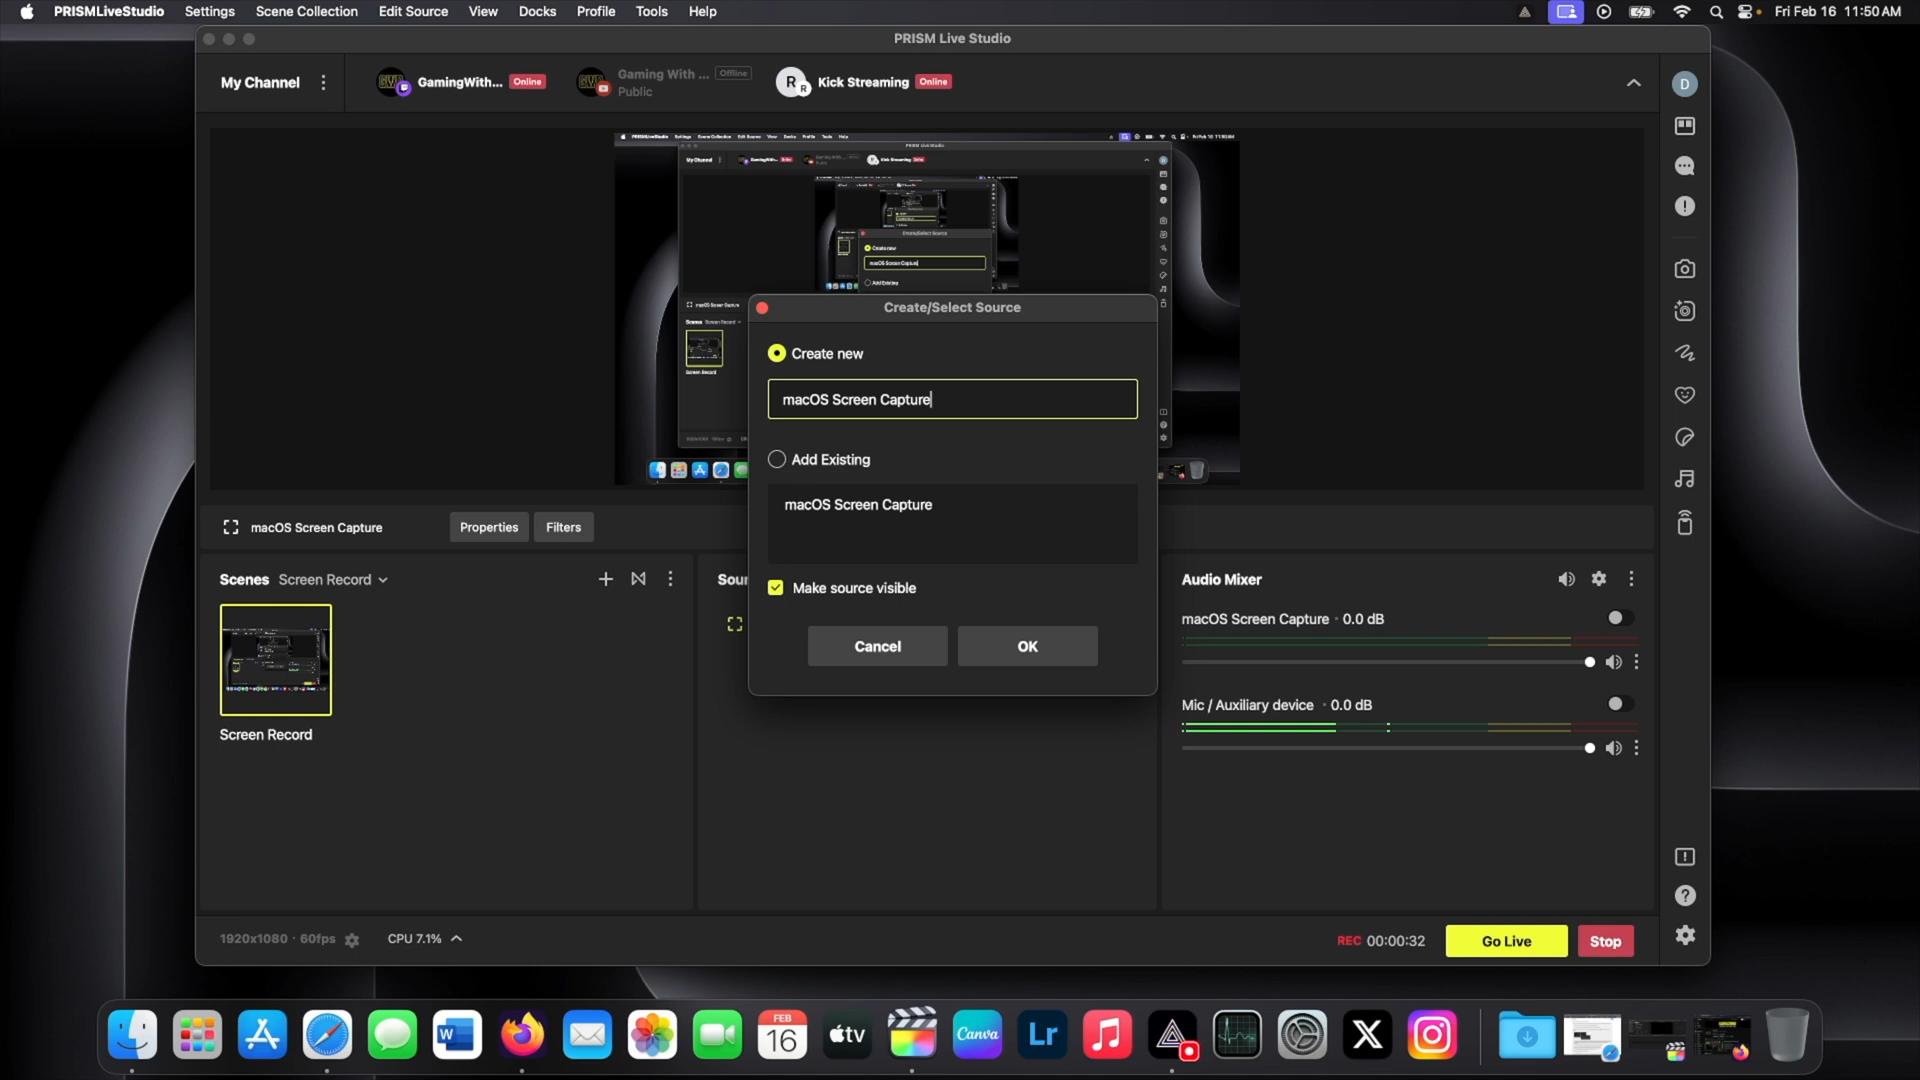 PRISMLiveStudio Settings Scene Collection Edit Source View Docks Profile Tools Help Fri Feb 16 11:50 AM
PRISM Live Studio
My Channel GamingWith... Online Gaming With ... Offline R R Kick Streaming Online D
Public
Create/Select Source
Create new
macOS Screen Capture
Add Existing
macOS Screen Capture
Make source visible
Cancel OK
macOS Screen Capture Properties Filters
Scenes Screen Record Sour Audio Mixer
macOS Screen Capture 0.0 dB
Mic / Auxiliary device 0.0 dB
Screen Record
1920x1080 · 60fps CPU 7.1% REC 00:00:32 Go Live Stop
FEB
16
tv
Canva
Lr
W
X